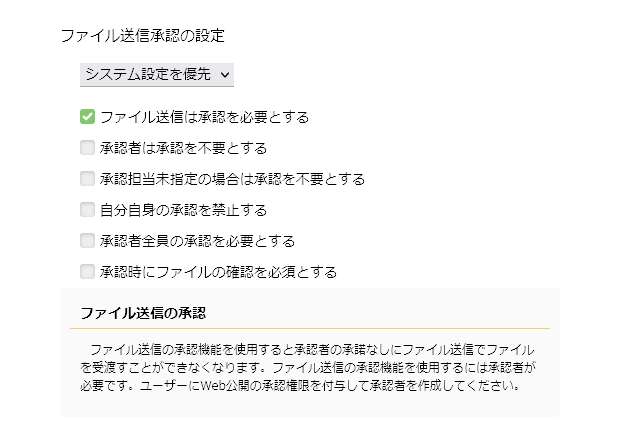 ファイル送信承認の設定
システム設定を優先
ファイル送信は承認を必要とする
承認者は承認を不要とする
承認担当未指定の場合は承認を不要とする
自分自身の承認を禁止する
承認者全員の承認を必要とする
承認時にファイルの確認を必須とする
ファイル送信の承認
ファイル送信の承認機能を使用すると承認者の承諾なしにファイル送信でファイル
を受渡すことができなくなります。ファイル送信の承認機能を使用するには承認者が
必要です。ユーザーにWeb公開の承認権限を付与して承認者を作成してください。